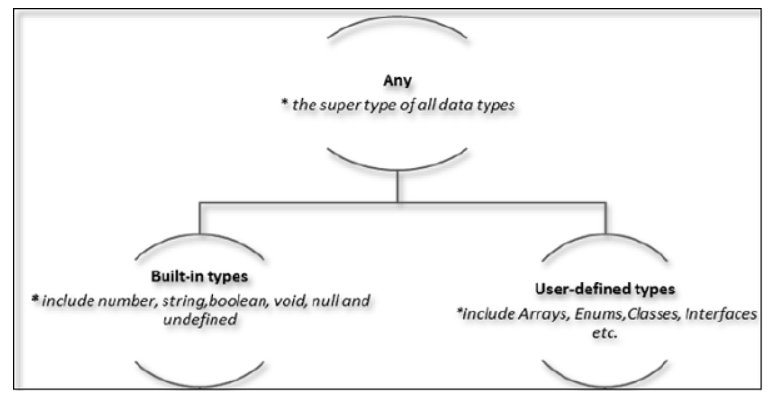 Any
* the super type of all data types
Built-in types
* include number, string,boolean, void, null and
undefined
User-defined types
*include Arrays, Enums,Classes, Interfaces
etc.